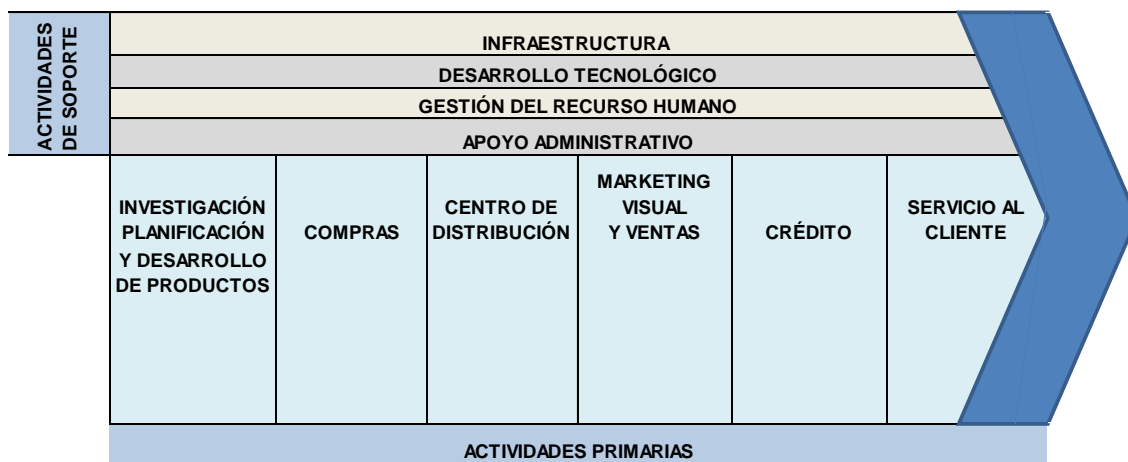 ACTIVIDADES
DE SOPORTE
INFRAESTRUCTURA
DESARROLLO TECNOLÓGICO
GESTIÓN DEL RECURSO HUMANO
APOYO ADMINISTRATIVO
INVESTIGACIÓN
PLANIFICACIÓN
Y DESARROLLO
DE PRODUCTOS
COMPRAS
CENTRO DE
DISTRIBUCIÓN
MARKETING
VISUAL
Y VENTAS
CRÉDITO
SERVICIO AL
CLIENTE
ACTIVIDADES PRIMARIAS